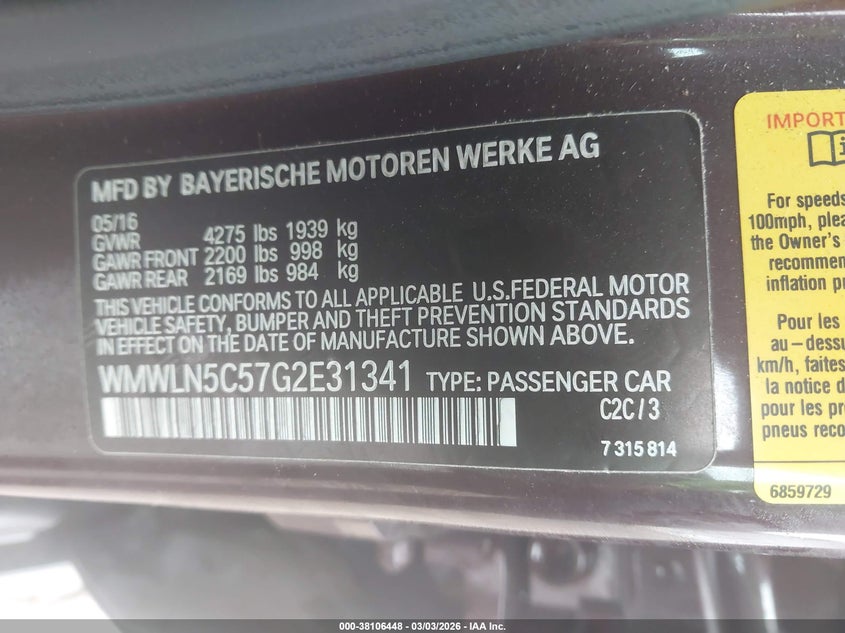 MFD BY BAYERISCHE MOTOREN WERKE AG
05/16
GVWR 4275 lbs 1939 kg
GAWR FRONT 2200 lbs 998 kg
GAWR REAR 2169 lbs 984 kg
THIS VEHICLE CONFORMS TO ALL APPLICABLE U.S.FEDERAL MOTOR
VEHICLE SAFETY, BUMPER AND THEFT PREVENTION STANDARDS
IN EFFECT ON THE DATE OF MANUFACTURE SHOWN ABOVE.
WMWLN5C57G2E31341 TYPE: PASSENGER CAR
C2C/3
7 315 814
IMPORT
For speeds
100mph, plea
the Owner's
recommen
inflation pr
Pour les
au-dessu
km/h, faites
la notice d
pour les pr
pneus reco
6859729
000-38106448 - 03/03/2026 - IAA Inc.